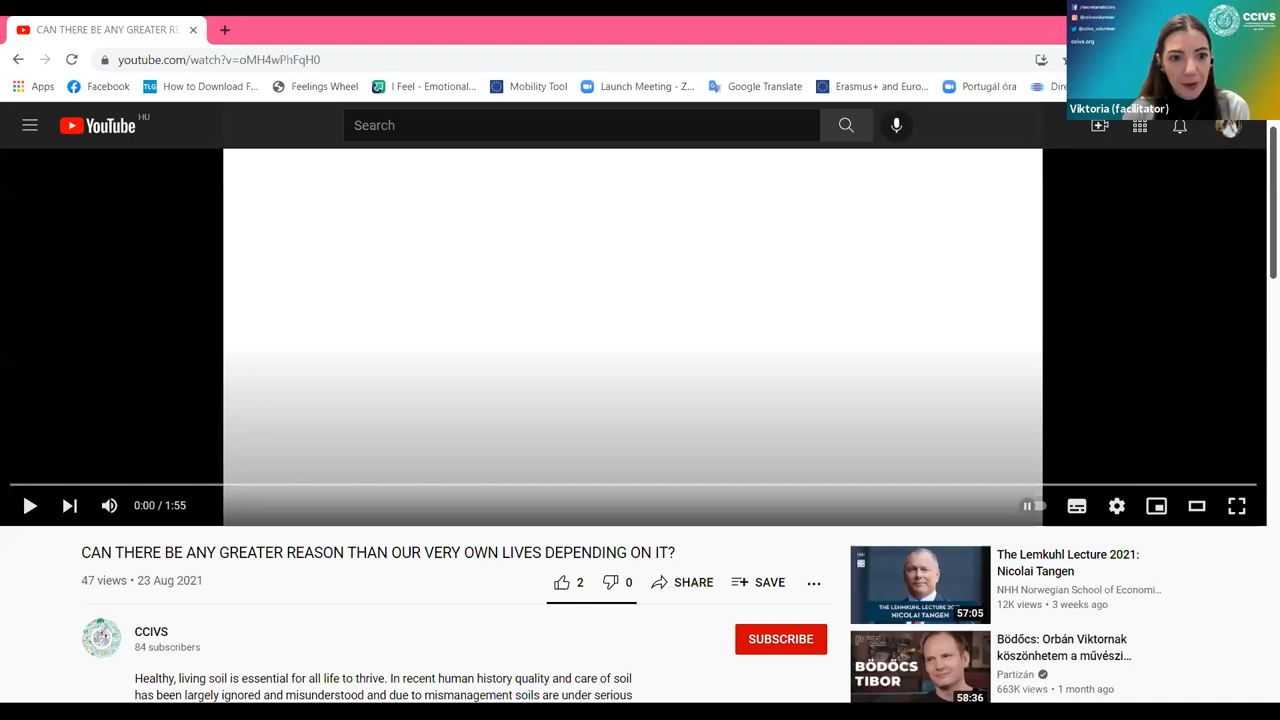 CAN THERE BE ANY GREATER RE
youtube.com/watch?v=oMH4wPhFqH0
Apps Facebook How to Download F... Feelings Wheel I Feel - Emotional... Mobility Tool Launch Meeting - Z... Google Translate Erasmus+ and Euro... Portugál óra Dire
/secretariatccivs
@ccivsvolunteer
@ccivs_volunteer
ccivs.org
CCIVS
Viktoria (facilitator)
YouTube HU
Search
0:00 / 1:55
CAN THERE BE ANY GREATER REASON THAN OUR VERY OWN LIVES DEPENDING ON IT?
47 views • 23 Aug 2021
2 0 SHARE SAVE
CCIVS
84 subscribers
SUBSCRIBE
Healthy, living soil is essential for all life to thrive. In recent human history quality and care of soil
has been largely ignored and misunderstood and due to mismanagement soils are under serious
THE LEHMKUHL LECTURE
NICOLAI TANGEN
57:05
The Lemkuhl Lecture 2021:
Nicolai Tangen
NHH Norwegian School of Economi...
12K views • 3 weeks ago
BÖDŐCS
TIBOR
58:36
Bödőcs: Orbán Viktornak
köszönhetem a művészi...
Partizán
663K views • 1 month ago